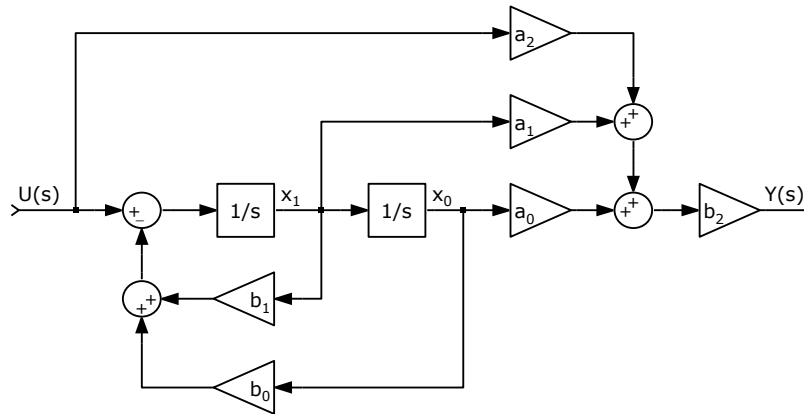 a₂
+
+
a₁
U(s)
+
−
1/s
x₁
1/s
x₀
a₀
+
+
b₂
Y(s)
+
+
b₁
b₀